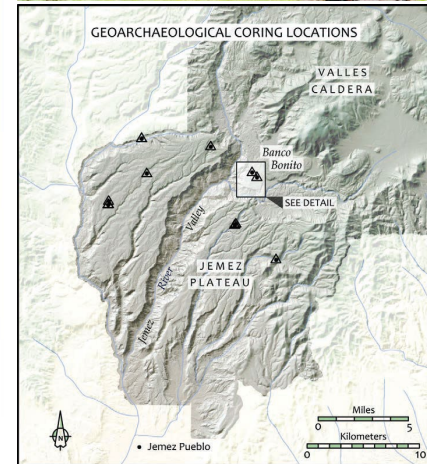 GEOARCHAEOLOGICAL CORING LOCATIONS
VALLES
CALDERA
Banco
Bonito
SEE DETAIL
Valley
River
Jemez
JEMEZ
PLATEAU
N
Jemez Pueblo
Miles
0 5
Kilometers
0 10